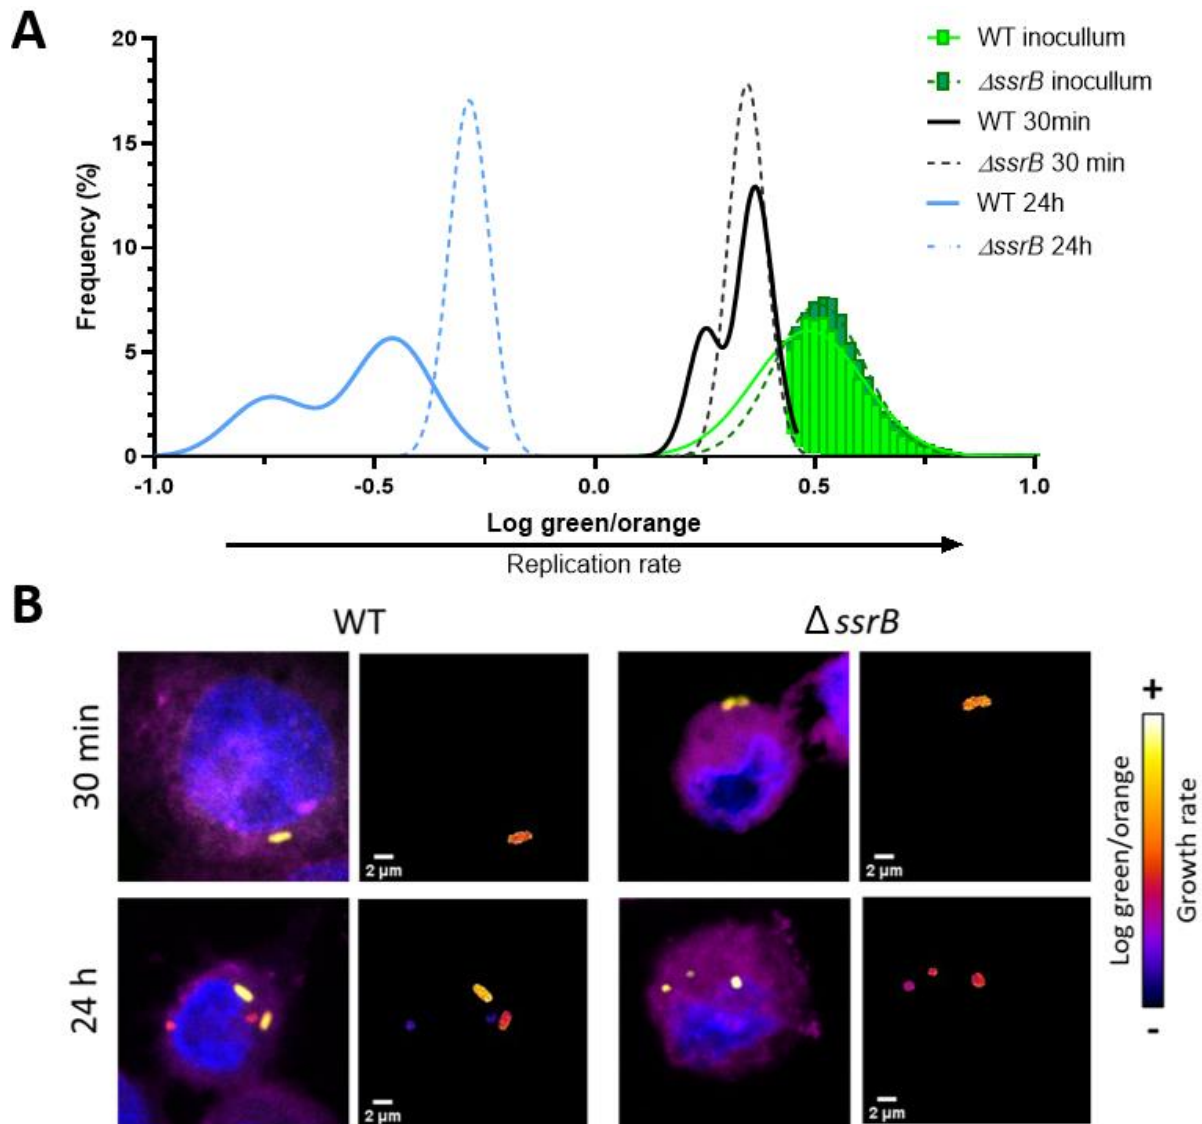 A
20
15
10
5
0
Frequency (%)
-1.0
-0.5
0.0
0.5
1.0
Log green/orange
Replication rate
WT inocullum
ΔssrB inocullum
WT 30min
ΔssrB 30 min
WT 24h
ΔssrB 24h
B
WT
ΔssrB
30 min
2 µm
2 µm
24 h
2 µm
2 µm
+
Log green/orange
Growth rate
-